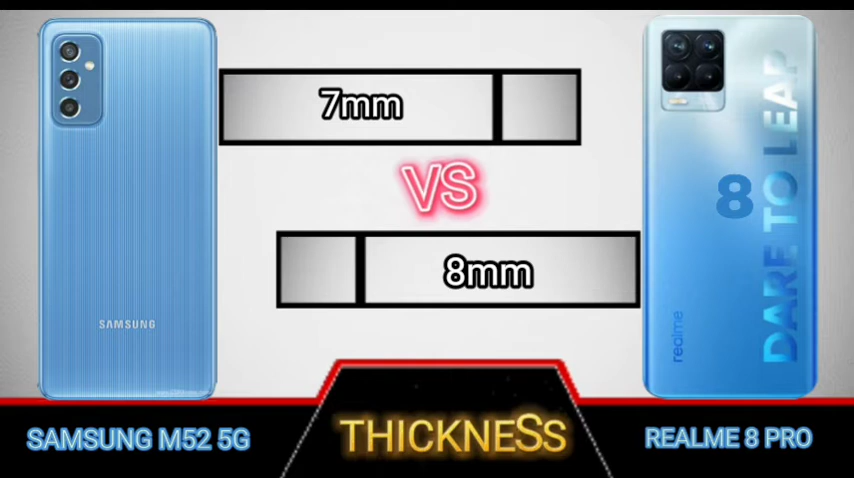 7mm
VS
8mm
SAMSUNG
8
DARE TO LEAP
realme
SAMSUNG M52 5G
THICKNESS
REALME 8 PRO